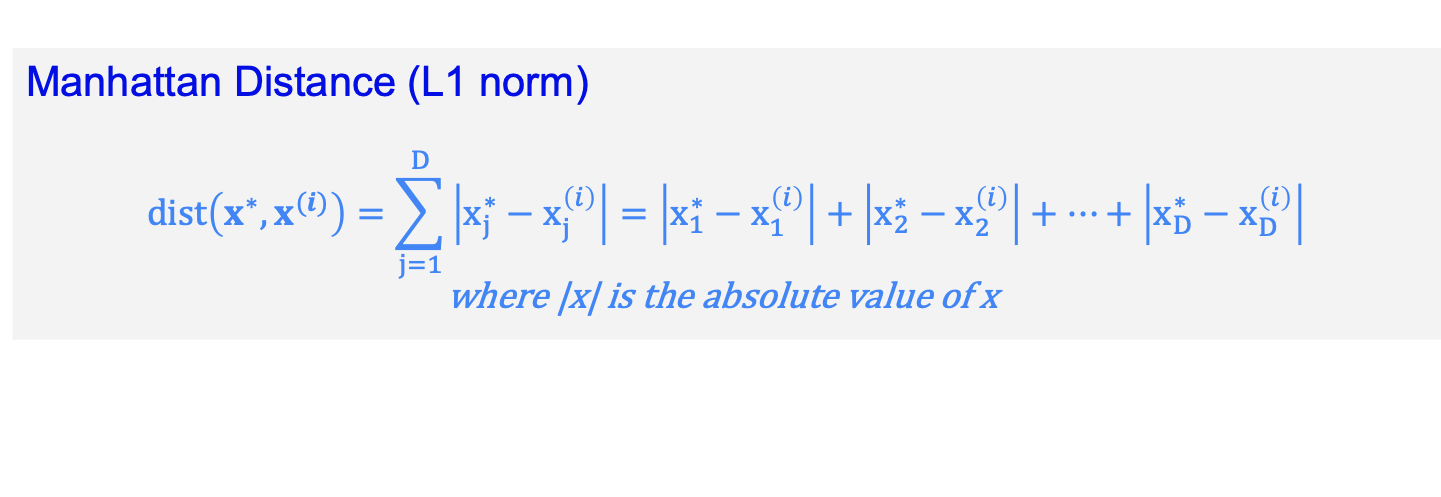 Manhattan Distance (L1 norm)
dist(𝐱*, 𝐱⁽ⁱ⁾) = ∑_{j=1}^{D} |x_j^* − x_j^{(i)}| = |x_1^* − x_1^{(i)}| + |x_2^* − x_2^{(i)}| + ⋯ + |x_D^* − x_D^{(i)}|
where |x| is the absolute value of x